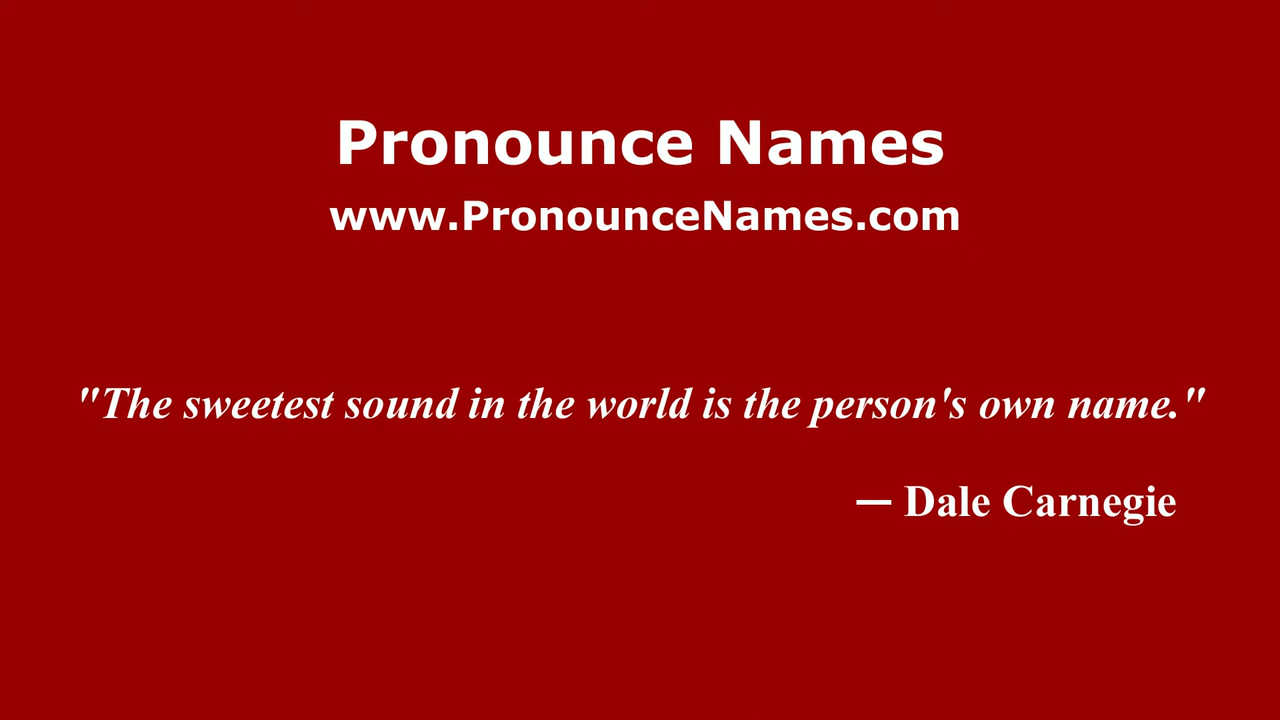 Pronounce Names
www.PronounceNames.com
"The sweetest sound in the world is the person's own name."
— Dale Carnegie